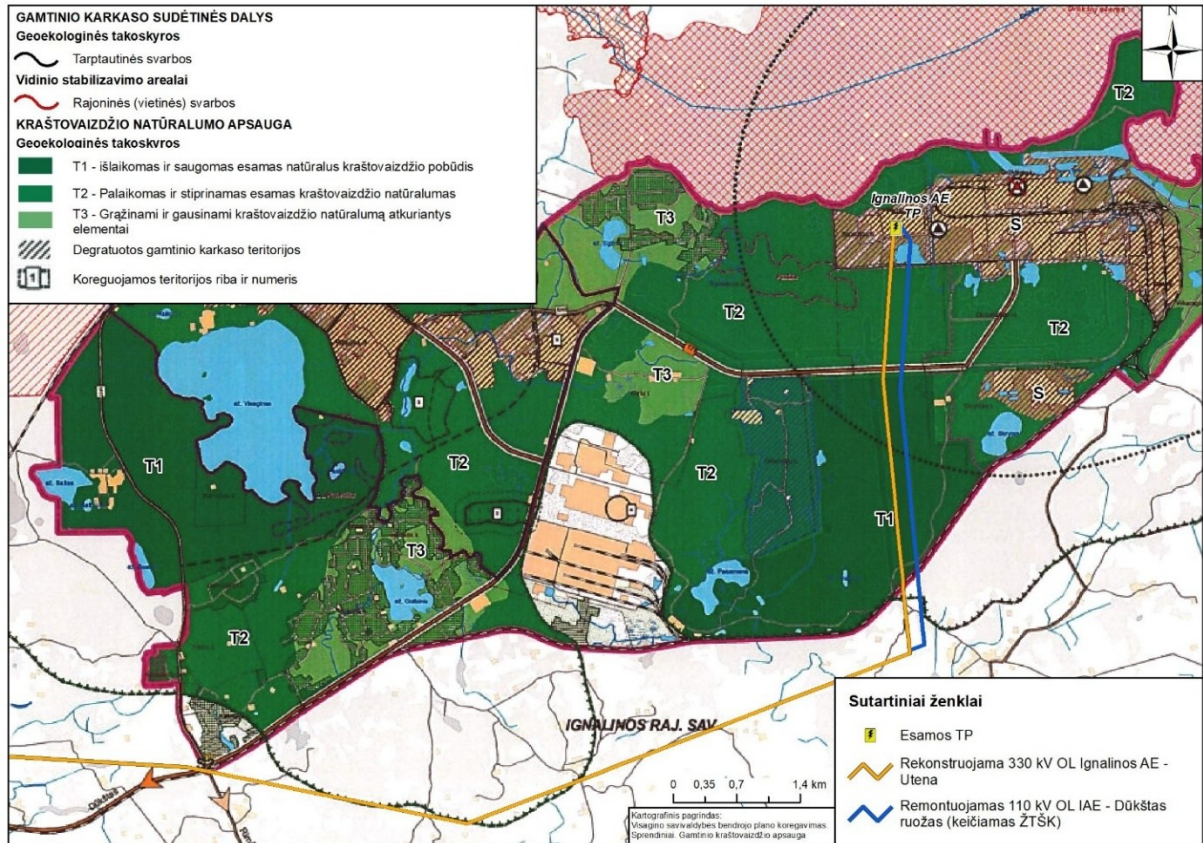 GAMTINIO KARKASO SUDĖTINĖS DALYS
Geoekologinės takoskyros
Tarptautinės svarbos
Vidinio stabilizavimo arealai
Rajoninės (vietinės) svarbos
KRAŠTOVAIZDŽIO NATŪRALUMO APSAUGA
Geoekologinės takoskyros
T1 - išlaikomas ir saugomas esamas natūralus kraštovaizdžio pobūdis
T2 - Palaikomas ir stiprinamas esamas kraštovaizdžio natūralumas
T3 - Grąžinami ir gausinami kraštovaizdžio natūralumą atkuriantys
elementai
Degratuotos gamtinio karkaso teritorijos
1
Koreguojamos teritorijos riba ir numeris
N
T2
T3
Ignalinos AE
TP
S
T2
T2
T3
S
ež. Visaginas
T1
T2
T2
T1
T3
T2
IGNALINOS RAJ. SAV.
Dūkštas
0 0,35 0,7 1,4 km
Kartografinis pagrindas:
Visagino savivaldybės bendrojo plano koregavimas.
Sprendiniai. Gamtinio kraštovaizdžio apsauga
Sutartiniai ženklai
Esamos TP
Rekonstruojama 330 kV OL Ignalinos AE -
Utena
Remontuojamas 110 kV OL IAE - Dūkštas
ruožas (keičiamas ŽTŠK)